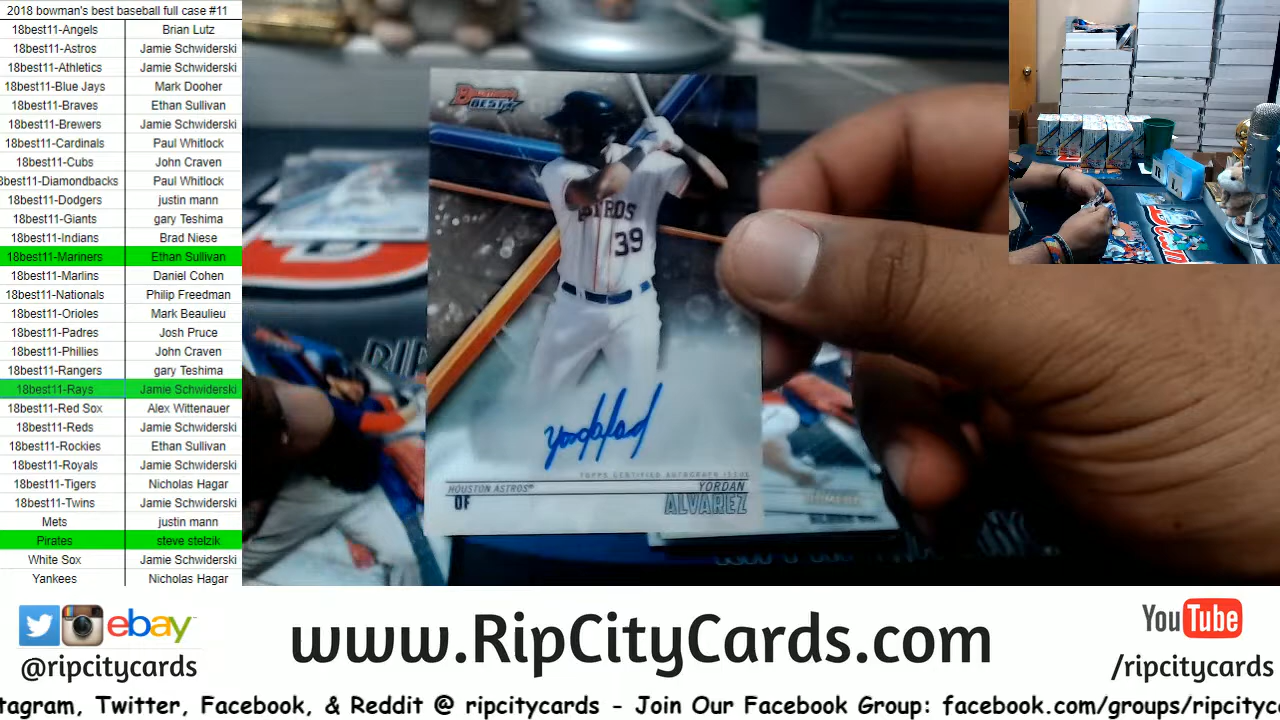 2018 bowman's best baseball full case #11
18best11-Angels Brian Lutz
18best11-Astros Jamie Schwiderski
18best11-Athletics Jamie Schwiderski
18best11-Blue Jays Mark Dooher
18best11-Braves Ethan Sullivan
18best11-Brewers Jamie Schwiderski
18best11-Cardinals Paul Whitlock
18best11-Cubs John Craven
8best11-Diamondbacks Paul Whitlock
18best11-Dodgers justin mann
18best11-Giants gary Teshima
18best11-Indians Brad Niese
18best11-Mariners Ethan Sullivan
18best11-Marlins Daniel Cohen
18best11-Nationals Philip Freedman
18best11-Orioles Mark Beaulieu
18best11-Padres Josh Pruce
18best11-Phillies John Craven
18best11-Rangers gary Teshima
18best11-Rays Jamie Schwiderski
18best11-Red Sox Alex Wittenauer
18best11-Reds Jamie Schwiderski
18best11-Rockies Ethan Sullivan
18best11-Royals Jamie Schwiderski
18best11-Tigers Nicholas Hagar
18best11-Twins Jamie Schwiderski
Mets justin mann
Pirates steve stelzik
White Sox Jamie Schwiderski
Yankees Nicholas Hagar
BOWMAN'S
BEST
39
TOPPS CERTIFIED AUTOGRAPH ISSUE
HOUSTON ASTROS®
OF
YORDAN
ALVAREZ
RIP
ebay
@ripcitycards
www.RipCityCards.com
YouTube
/ripcitycards
tagram, Twitter, Facebook, & Reddit @ ripcitycards - Join Our Facebook Group: facebook.com/groups/ripcityc